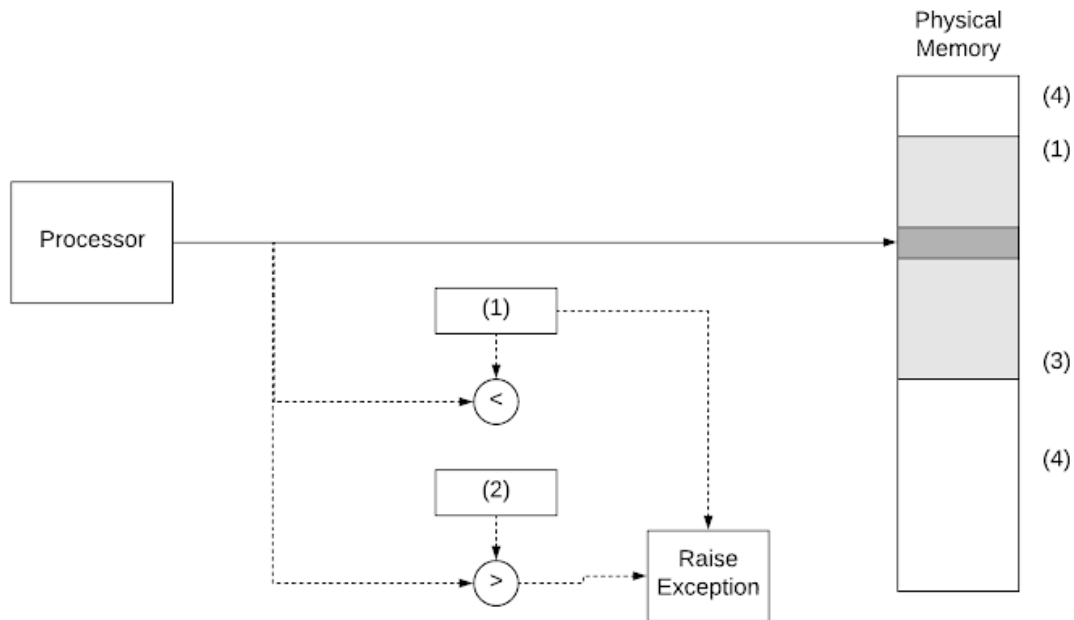 Physical
Memory
(4)
(1)
Processor
(1)
<
(3)
(2)
(4)
>
Raise
Exception